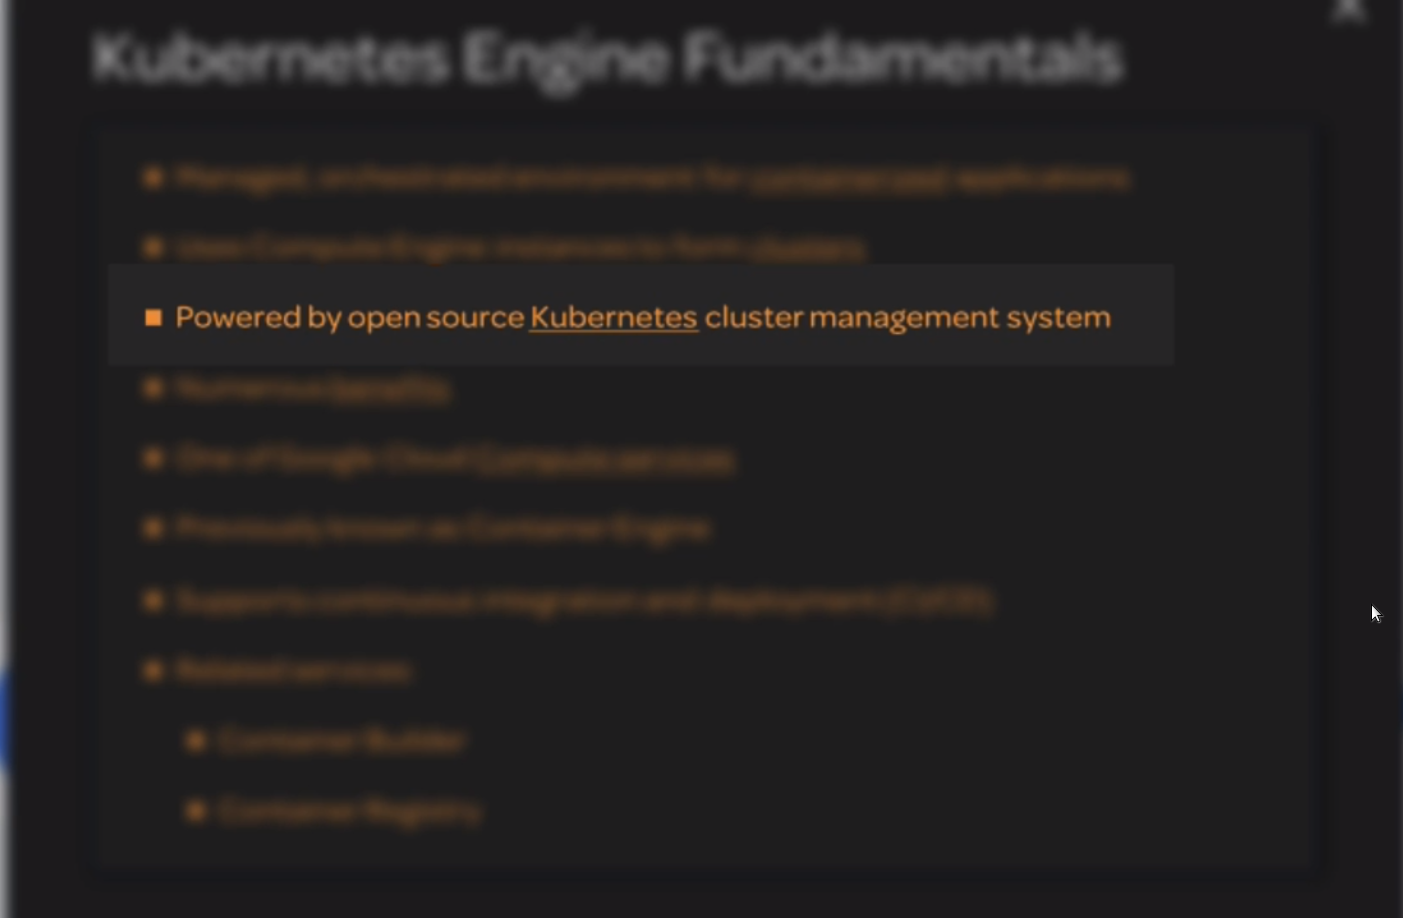 Kubernetes Engine Fundamentals
Managed, orchestrated environment for containerized applications
Uses Compute Engine instances to form clusters
Powered by open source Kubernetes cluster management system
Numerous benefits
One of Google Cloud Compute services
Previously known as Container Engine
Supports continuous integration and deployment (CI/CD)
Related services
Container Builder
Container Registry